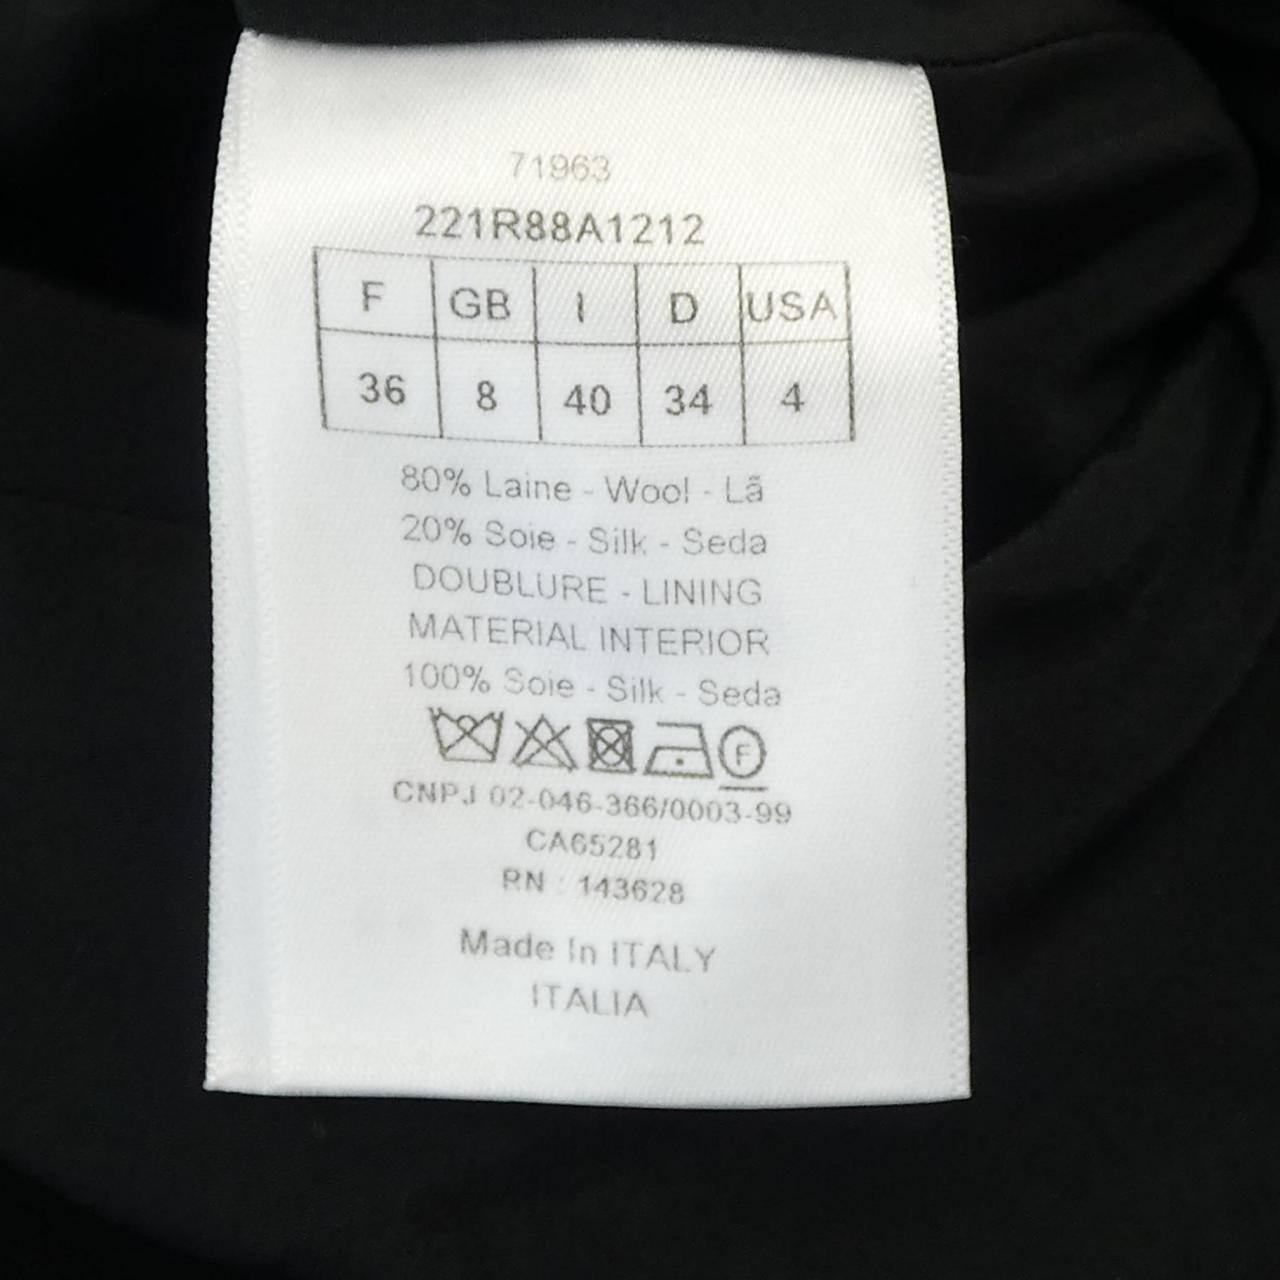 71963
221R88A1212
F GB I D USA
36 8 40 34 4
80% Laine - Wool - Lã
20% Soie - Silk - Seda
DOUBLURE - LINING
MATERIAL INTERIOR
100% Soie - Silk - Seda
F
CNPJ 02-046-366/0003-99
CA65281
RN : 143628
Made In ITALY
ITALIA